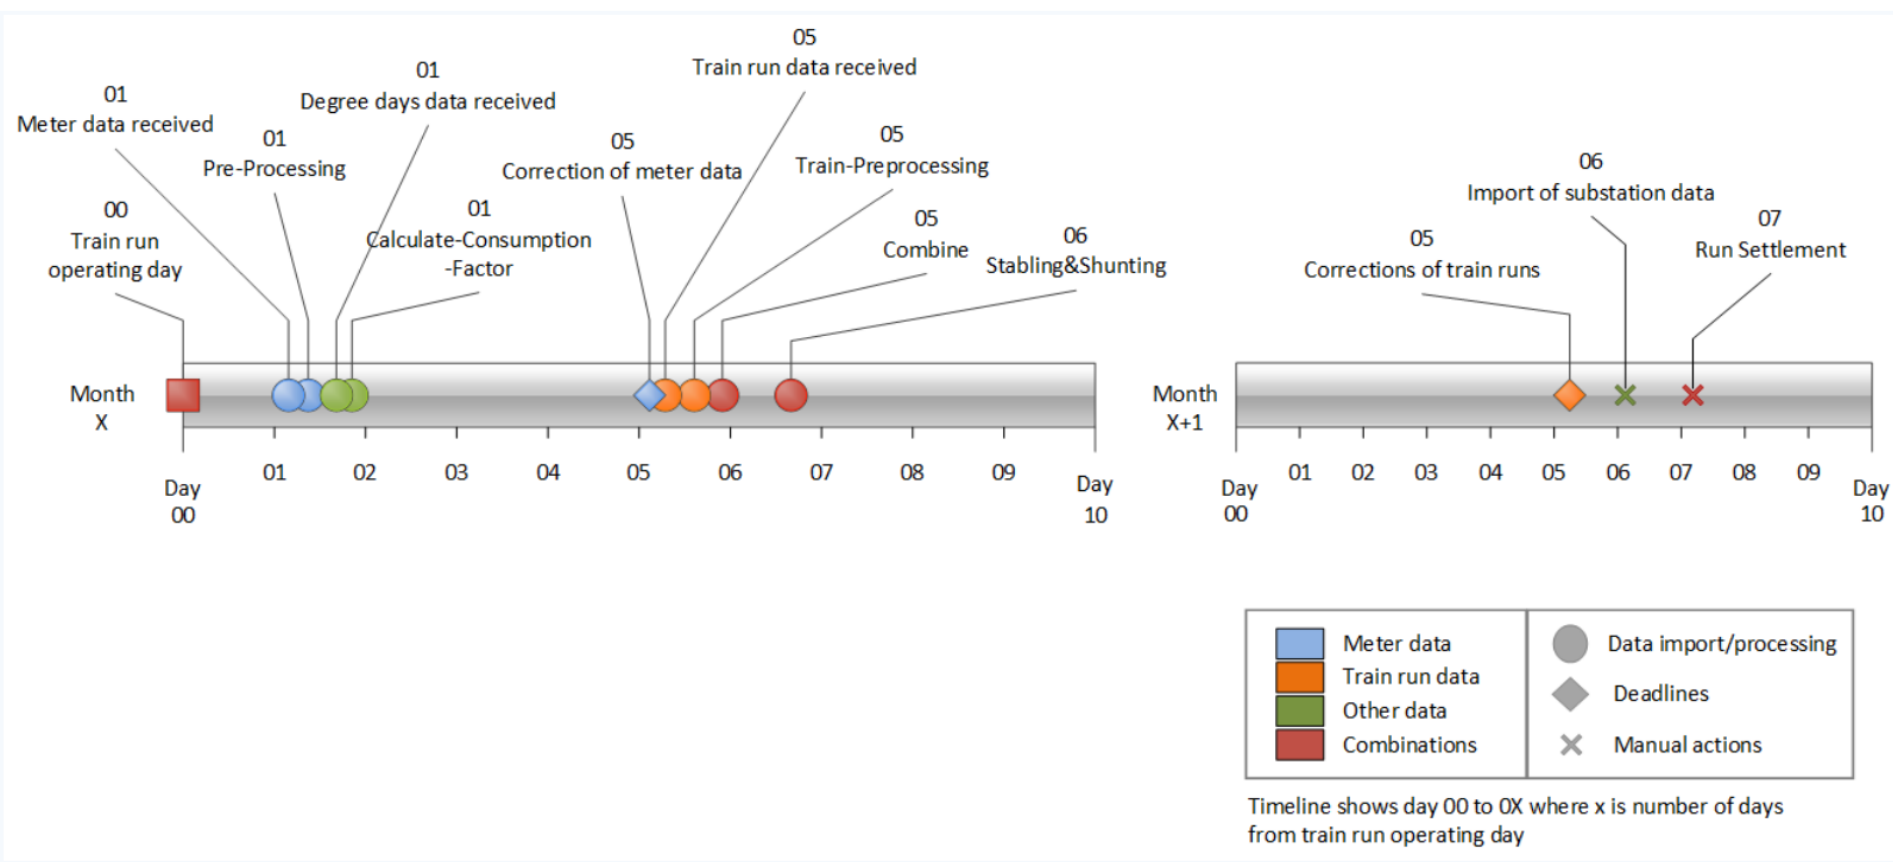 05
Train run data received
01
Degree days data received
01
Meter data received
01
Pre-Processing
05
Correction of meter data
05
Train-Preprocessing
00
Train run
operating day
01
Calculate-Consumption
-Factor
05
Combine
06
Stabling&Shunting
06
Import of substation data
05
Corrections of train runs
07
Run Settlement
Month
X
Day
00
01
02
03
04
05
06
07
08
09
Day
10
Month
X+1
Day
00
01
02
03
04
05
06
07
08
09
Day
10
Meter data
Train run data
Other data
Combinations
Data import/processing
Deadlines
Manual actions
Timeline shows day 00 to 0X where x is number of days
from train run operating day